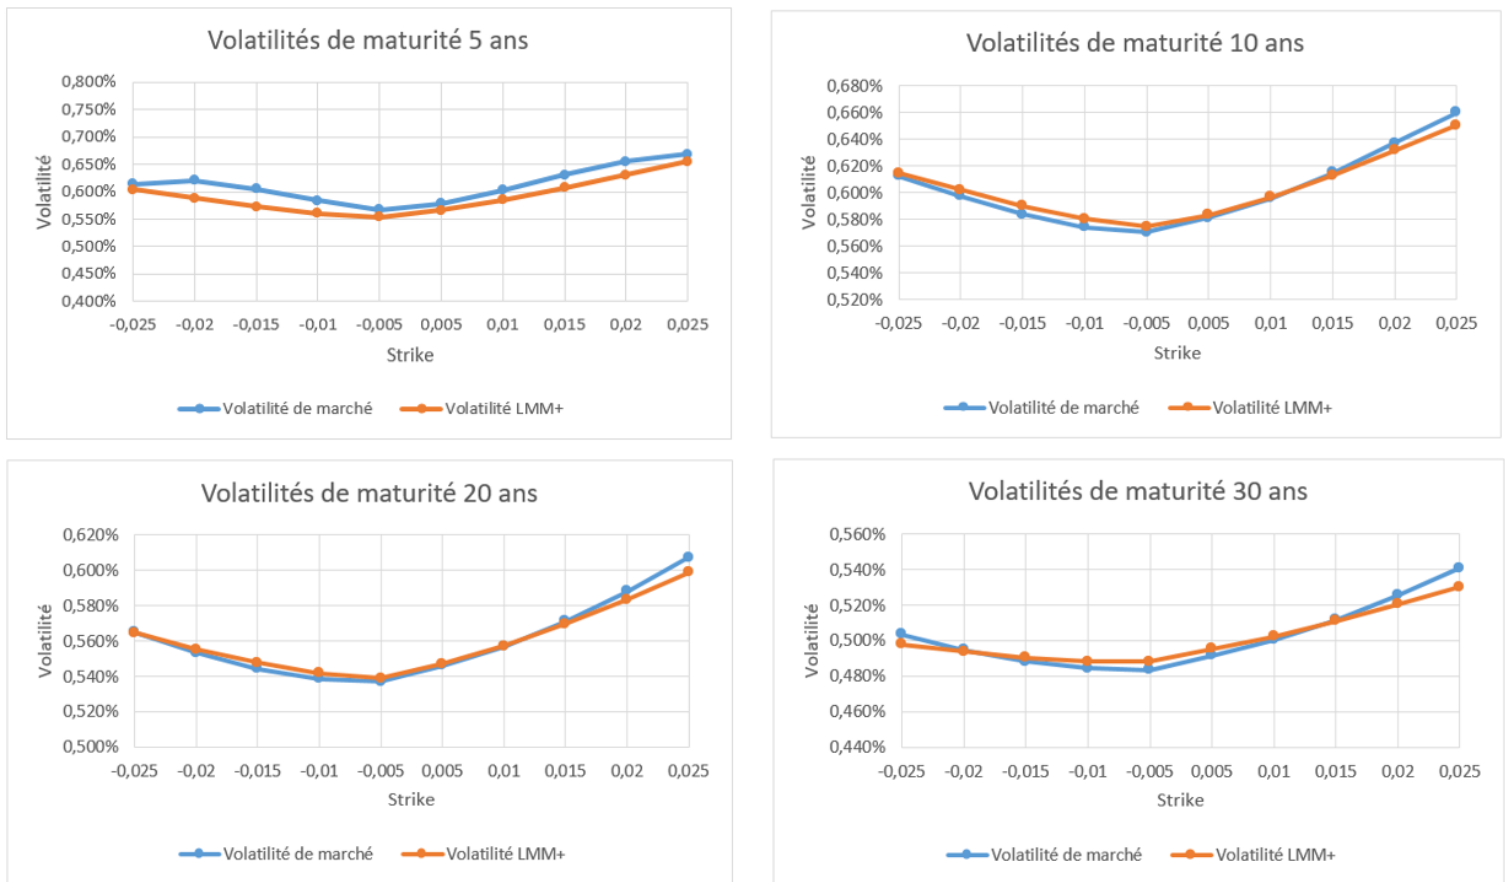 Volatilités de maturité 5 ans
0,800%
0,750%
0,700%
0,650%
0,600%
0,550%
0,500%
0,450%
0,400%
Volatilité
-0,025 -0,02 -0,015 -0,01 -0,005 0,005 0,01 0,015 0,02 0,025
Strike
Volatilité de marché Volatilité LMM+
Volatilités de maturité 10 ans
0,680%
0,660%
0,640%
0,620%
0,600%
0,580%
0,560%
0,540%
0,520%
Volatilité
-0,025 -0,02 -0,015 -0,01 -0,005 0,005 0,01 0,015 0,02 0,025
Strike
Volatilité de marché Volatilité LMM+
Volatilités de maturité 20 ans
0,620%
0,600%
0,580%
0,560%
0,540%
0,520%
0,500%
Volatilité
-0,025 -0,02 -0,015 -0,01 -0,005 0,005 0,01 0,015 0,02 0,025
Strike
Volatilité de marché Volatilité LMM+
Volatilités de maturité 30 ans
0,560%
0,540%
0,520%
0,500%
0,480%
0,460%
0,440%
Volatilité
-0,025 -0,02 -0,015 -0,01 -0,005 0,005 0,01 0,015 0,02 0,025
Strike
Volatilité de marché Volatilité LMM+